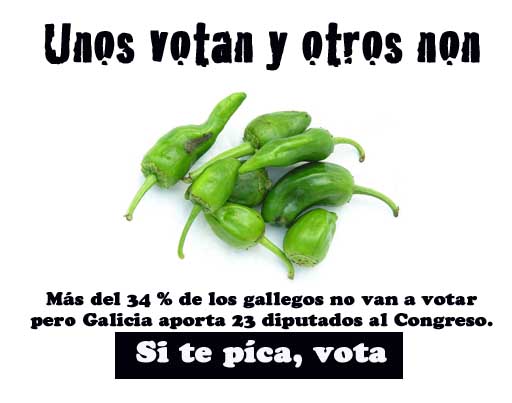 Unos votan y otros non
Más del 34 % de los gallegos no van a votar
pero Galicia aporta 23 diputados al Congreso.
Si te pica, vota